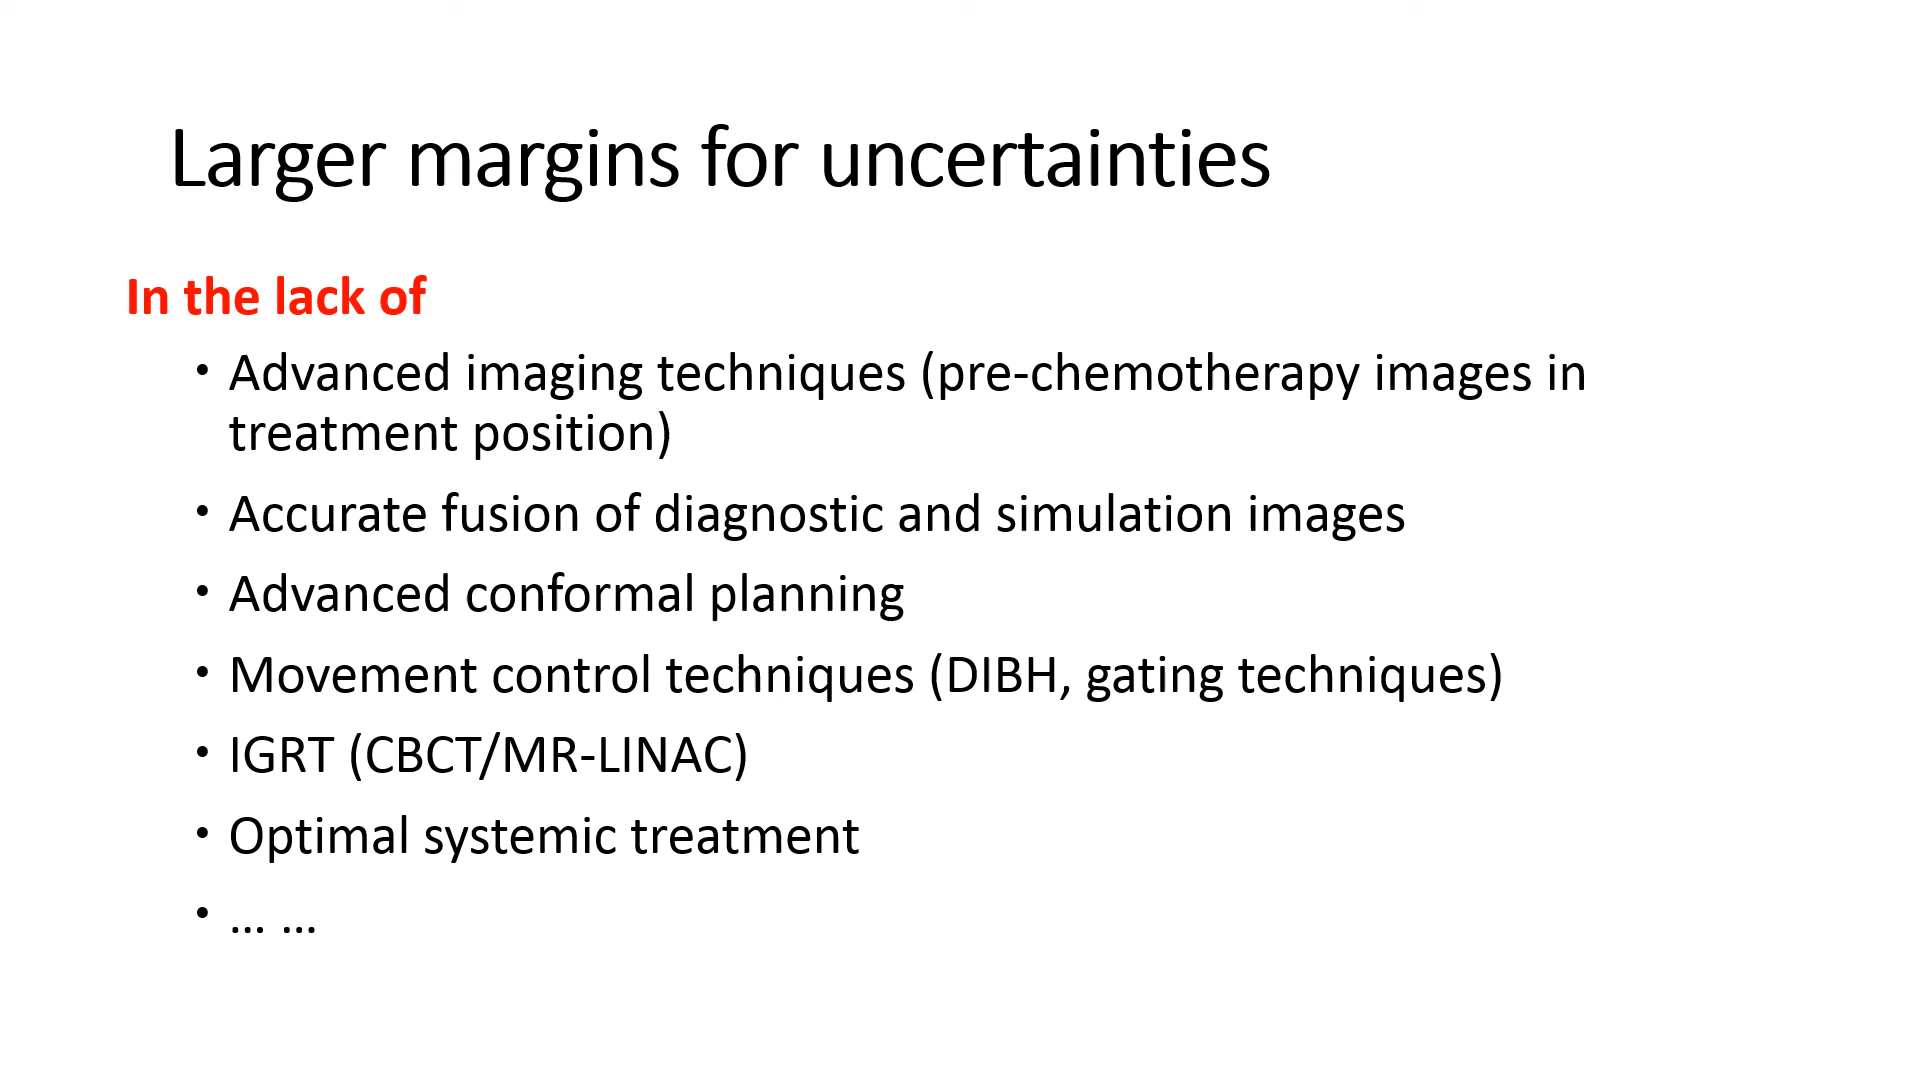 Larger margins for uncertainties
In the lack of
• Advanced imaging techniques (pre-chemotherapy images in
treatment position)
• Accurate fusion of diagnostic and simulation images
• Advanced conformal planning
• Movement control techniques (DIBH, gating techniques)
• IGRT (CBCT/MR-LINAC)
• Optimal systemic treatment
• … …